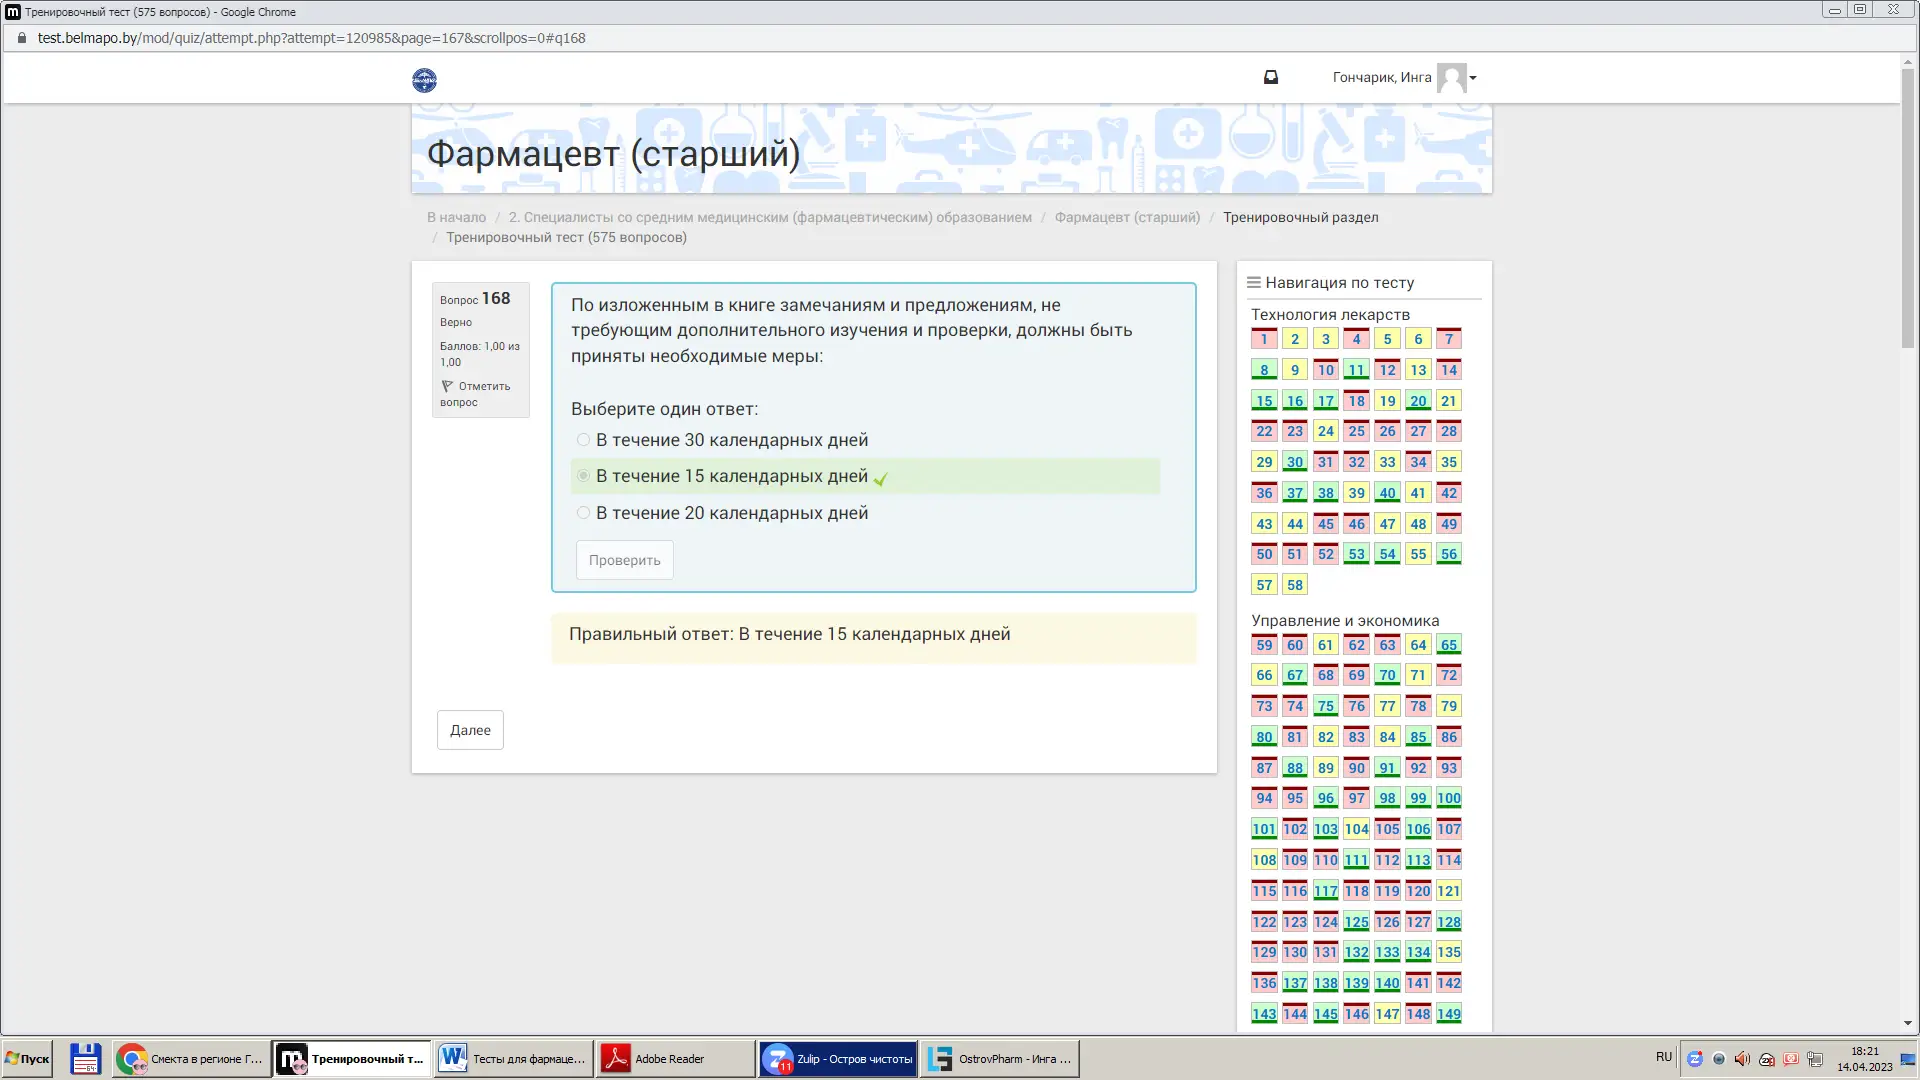 Тренировочный тест (575 вопросов) - Google Chrome
test.belmapo.by/mod/quiz/attempt.php?attempt=120985&page=167&scrollpos=0#q168
Гончарик, Инга
Фармацевт (старший)
В начало / 2. Специалисты со средним медицинским (фармацевтическим) образованием / Фармацевт (старший) / Тренировочный раздел
/ Тренировочный тест (575 вопросов)
Вопрос 168
Верно
Баллов: 1,00 из
1,00
Отметить
вопрос
По изложенным в книге замечаниям и предложениям, не
требующим дополнительного изучения и проверки, должны быть
приняты необходимые меры:
Выберите один ответ:
В течение 30 календарных дней
В течение 15 календарных дней
В течение 20 календарных дней
Проверить
Правильный ответ: В течение 15 календарных дней
Далее
Навигация по тесту
Технология лекарств
1 2 3 4 5 6 7
8 9 10 11 12 13 14
15 16 17 18 19 20 21
22 23 24 25 26 27 28
29 30 31 32 33 34 35
36 37 38 39 40 41 42
43 44 45 46 47 48 49
50 51 52 53 54 55 56
57 58
Управление и экономика
59 60 61 62 63 64 65
66 67 68 69 70 71 72
73 74 75 76 77 78 79
80 81 82 83 84 85 86
87 88 89 90 91 92 93
94 95 96 97 98 99 100
101 102 103 104 105 106 107
108 109 110 111 112 113 114
115 116 117 118 119 120 121
122 123 124 125 126 127 128
129 130 131 132 133 134 135
136 137 138 139 140 141 142
143 144 145 146 147 148 149
Пуск
Смекта в регионе Г...
Тренировочный т...
Тесты для фармаце...
Adobe Reader
11
Zulip - Остров чистоты
OstrovPharm - Инга ...
RU
18:21
14.04.2023